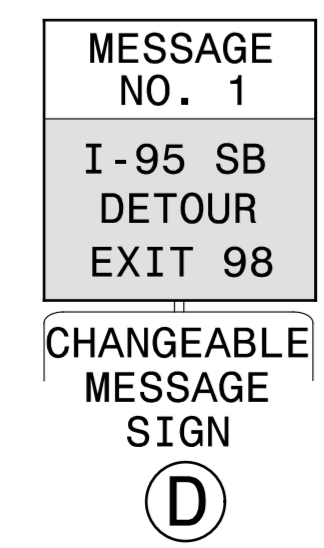 MESSAGE
NO. 1
I-95 SB
DETOUR
EXIT 98
CHANGEABLE
MESSAGE
SIGN
D